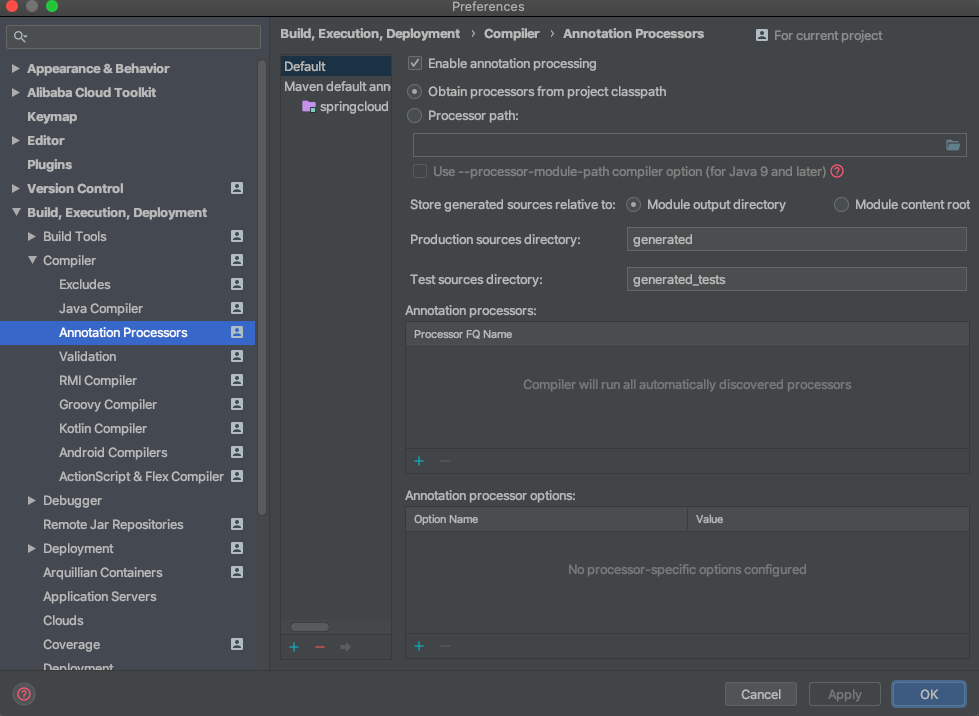 Preferences
Appearance & Behavior
Alibaba Cloud Toolkit
Keymap
Editor
Plugins
Version Control
Build, Execution, Deployment
Build Tools
Compiler
Excludes
Java Compiler
Annotation Processors
Validation
RMI Compiler
Groovy Compiler
Kotlin Compiler
Android Compilers
ActionScript & Flex Compiler
Debugger
Remote Jar Repositories
Deployment
Arquillian Containers
Application Servers
Clouds
Coverage
Deployment
Build, Execution, Deployment › Compiler › Annotation Processors
For current project
Default
Maven default ann
springcloud
Enable annotation processing
Obtain processors from project classpath
Processor path:
Use --processor-module-path compiler option (for Java 9 and later) ?
Store generated sources relative to: Module output directory Module content root
Production sources directory: generated
Test sources directory: generated_tests
Annotation processors:
Processor FQ Name
Compiler will run all automatically discovered processors
+ −
Annotation processor options:
Option Name Value
No processor-specific options configured
+ −
+ −
?
Cancel Apply OK